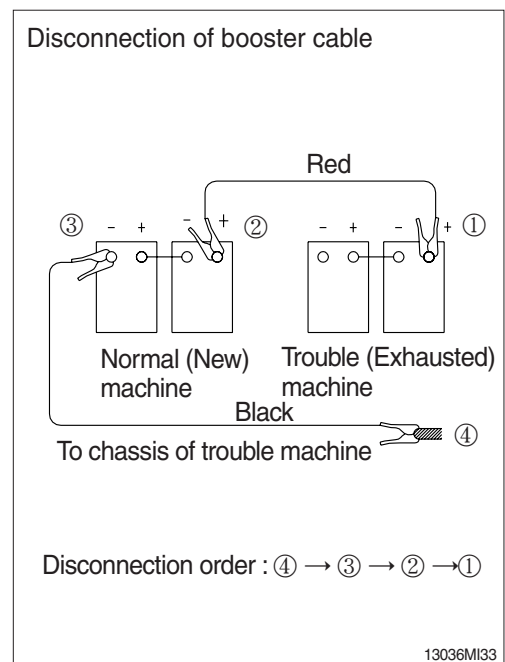 Disconnection of booster cable
Red
③ - + - + ② - + - + ①
Normal (New)
machine
Trouble (Exhausted)
machine
Black
To chassis of trouble machine
④
Disconnection order : ④ → ③ → ② → ①
13036MI33